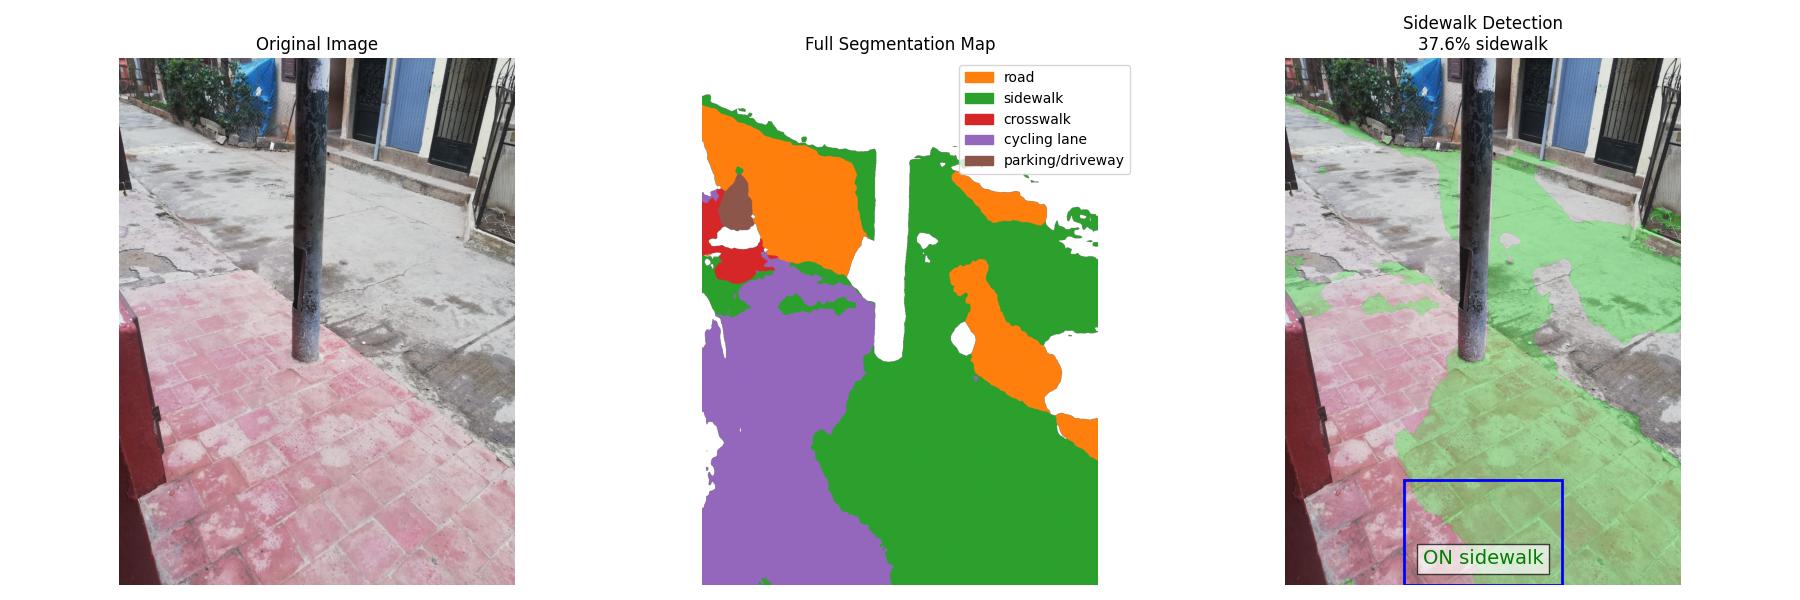 Original Image
Full Segmentation Map
road
sidewalk
crosswalk
cycling lane
parking/driveway
Sidewalk Detection
37.6% sidewalk
ON sidewalk